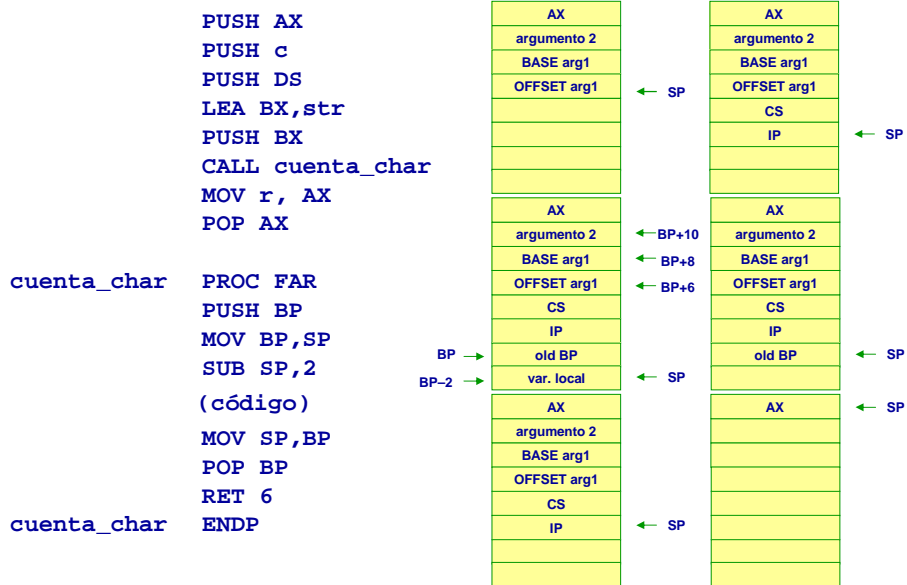 PUSH AX
PUSH c
PUSH DS
LEA BX,str
PUSH BX
CALL cuenta_char
MOV r, AX
POP AX
cuenta_char PROC FAR
PUSH BP
MOV BP,SP
SUB SP,2
(código)
MOV SP,BP
POP BP
RET 6
cuenta_char ENDP
AX
argumento 2
BASE arg1
OFFSET arg1 ← SP
AX
argumento 2
BASE arg1
OFFSET arg1
CS
IP ← SP
AX
argumento 2 ← BP+10
BASE arg1 ← BP+8
OFFSET arg1 ← BP+6
CS
IP
BP → old BP
BP–2 → var. local ← SP
AX
argumento 2
BASE arg1
OFFSET arg1
CS
IP
old BP ← SP
AX
argumento 2
BASE arg1
OFFSET arg1
CS
IP ← SP
AX ← SP